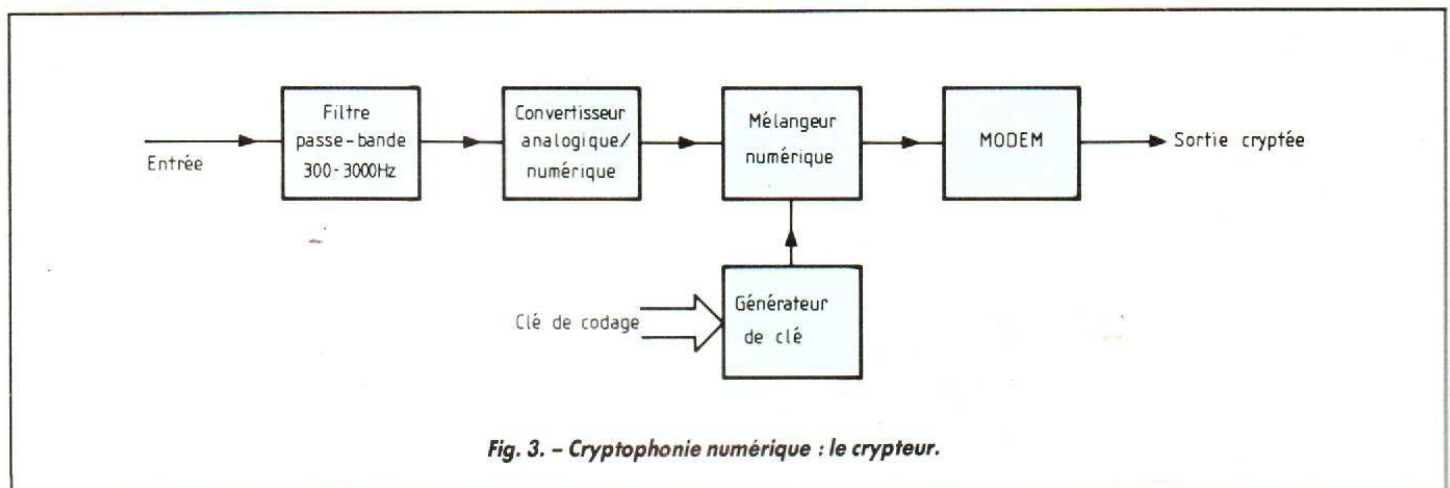 Filtre
passe-bande
300-3000Hz
Convertisseur
analogique/
numérique
Mélangeur
numérique
MODEM
Sortie cryptée
Entrée
Clé de codage
Générateur
de clé
Fig. 3. – Cryptophonie numérique : le crypteur.